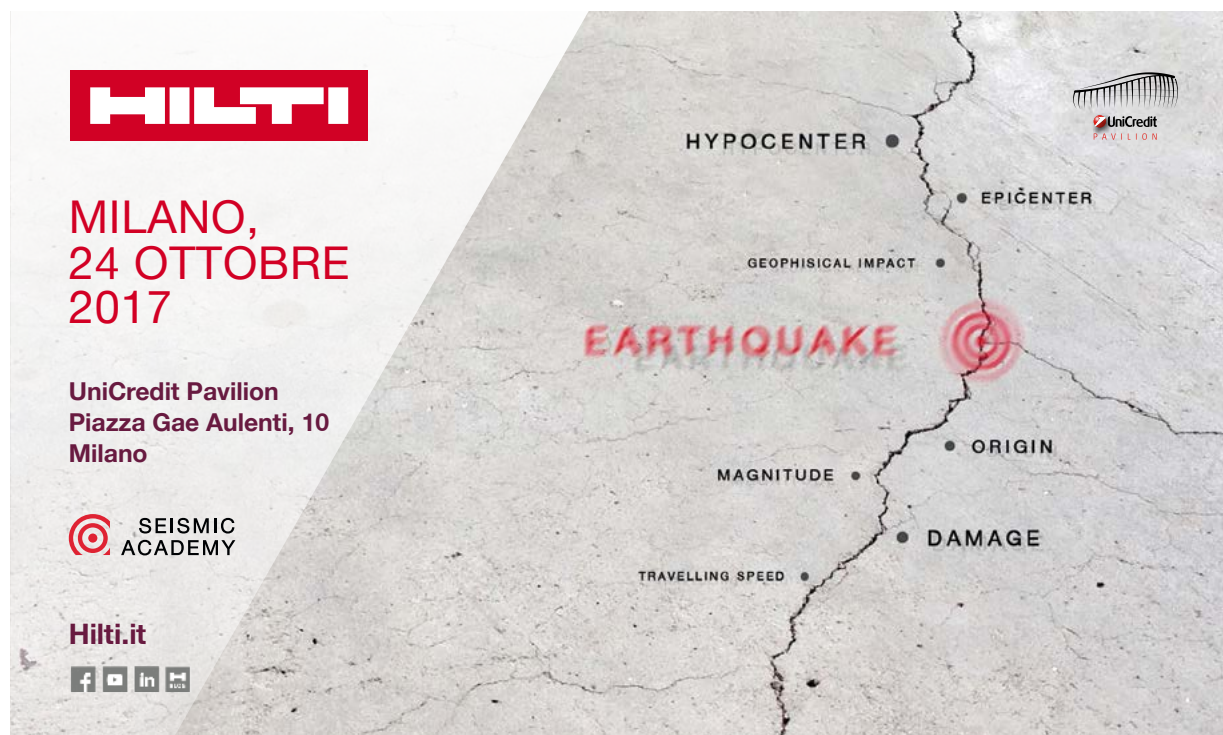 HILTI
MILANO,
24 OTTOBRE
2017
UniCredit Pavilion
Piazza Gae Aulenti, 10
Milano
SEISMIC
ACADEMY
Hilti.it
UniCredit
PAVILION
HYPOCENTER
EPICENTER
GEOPHISICAL IMPACT
EARTHQUAKE
ORIGIN
MAGNITUDE
DAMAGE
TRAVELLING SPEED